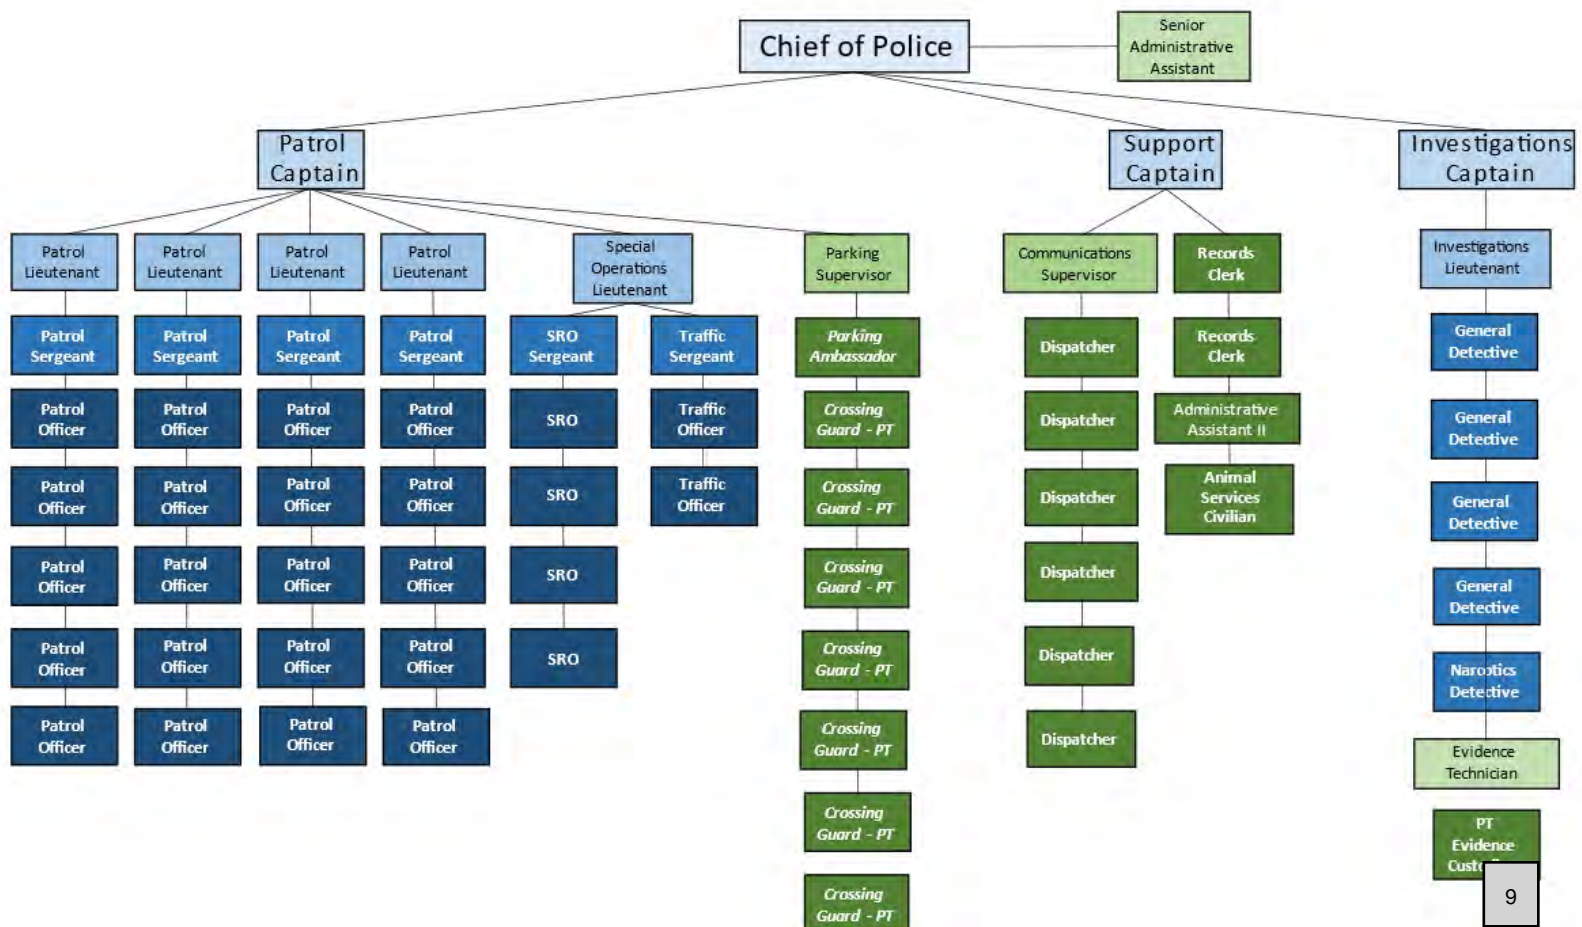 Chief of Police
Senior
Administrative
Assistant
Patrol
Captain
Support
Captain
Investigations
Captain
Patrol
Lieutenant
Patrol
Lieutenant
Patrol
Lieutenant
Patrol
Lieutenant
Special
Operations
Lieutenant
Parking
Supervisor
Communications
Supervisor
Records
Clerk
Investigations
Lieutenant
Patrol
Sergeant
Patrol
Sergeant
Patrol
Sergeant
Patrol
Sergeant
SRO
Sergeant
Traffic
Sergeant
Parking
Ambassador
Dispatcher
Records
Clerk
General
Detective
Patrol
Officer
Patrol
Officer
Patrol
Officer
Patrol
Officer
SRO
Traffic
Officer
Crossing
Guard - PT
Dispatcher
Administrative
Assistant II
General
Detective
Patrol
Officer
Patrol
Officer
Patrol
Officer
Patrol
Officer
SRO
Traffic
Officer
Crossing
Guard - PT
Dispatcher
Animal
Services
Civilian
General
Detective
Patrol
Officer
Patrol
Officer
Patrol
Officer
Patrol
Officer
SRO
Crossing
Guard - PT
Dispatcher
General
Detective
Patrol
Officer
Patrol
Officer
Patrol
Officer
Patrol
Officer
SRO
Crossing
Guard - PT
Dispatcher
Narotics
Detective
Patrol
Officer
Patrol
Officer
Patrol
Officer
Patrol
Officer
Crossing
Guard - PT
Dispatcher
Evidence
Technician
Crossing
Guard - PT
PT
Evidence
Crossing
Guard - PT
9